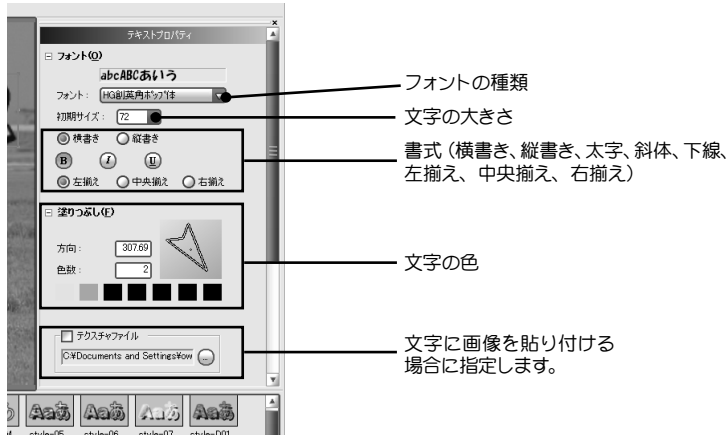 テキストプロパティ
フォント(O)
abcABCあいう
フォント： HG創英角ポップ体
フォントの種類
初期サイズ： 72
文字の大きさ
横書き 縦書き
B I U
左揃え 中央揃え 右揃え
書式（横書き、縦書き、太字、斜体、下線、
左揃え、中央揃え、右揃え）
塗りつぶし(F)
方向： 307.69
色数： 2
文字の色
テクスチャファイル
C:¥Documents and Settings¥ow ...
文字に画像を貼り付ける
場合に指定します。
Aaあ Aaあ Aaあ Aaあ
style-05 style-06 style-07 style-D01